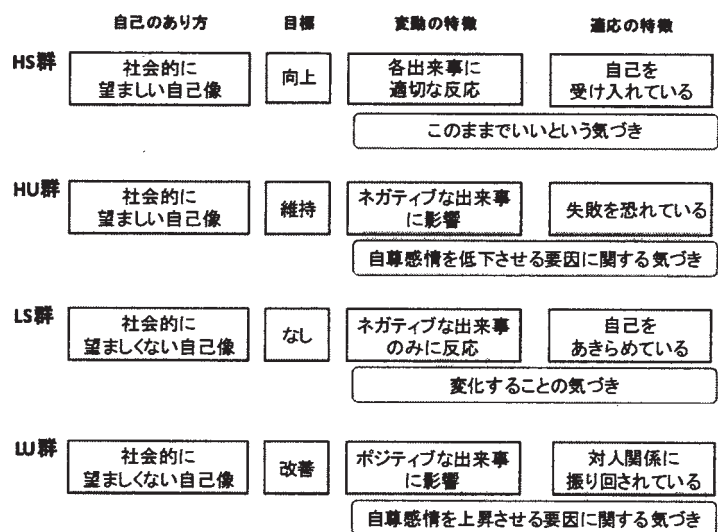 自己のあり方 目標 変動の特徴 適応の特徴
HS群
社会的に
望ましい自己像
向上
各出来事に
適切な反応
自己を
受け入れている
このままでいいという気づき
HU群
社会的に
望ましい自己像
維持
ネガティブな出来事
に影響
失敗を恐れている
自尊感情を低下させる要因に関する気づき
LS群
社会的に
望ましくない自己像
なし
ネガティブな出来事
のみに反応
自己を
あきらめている
変化することの気づき
LU群
社会的に
望ましくない自己像
改善
ポジティブな出来事
に影響
対人関係に
振り回されている
自尊感情を上昇させる要因に関する気づき